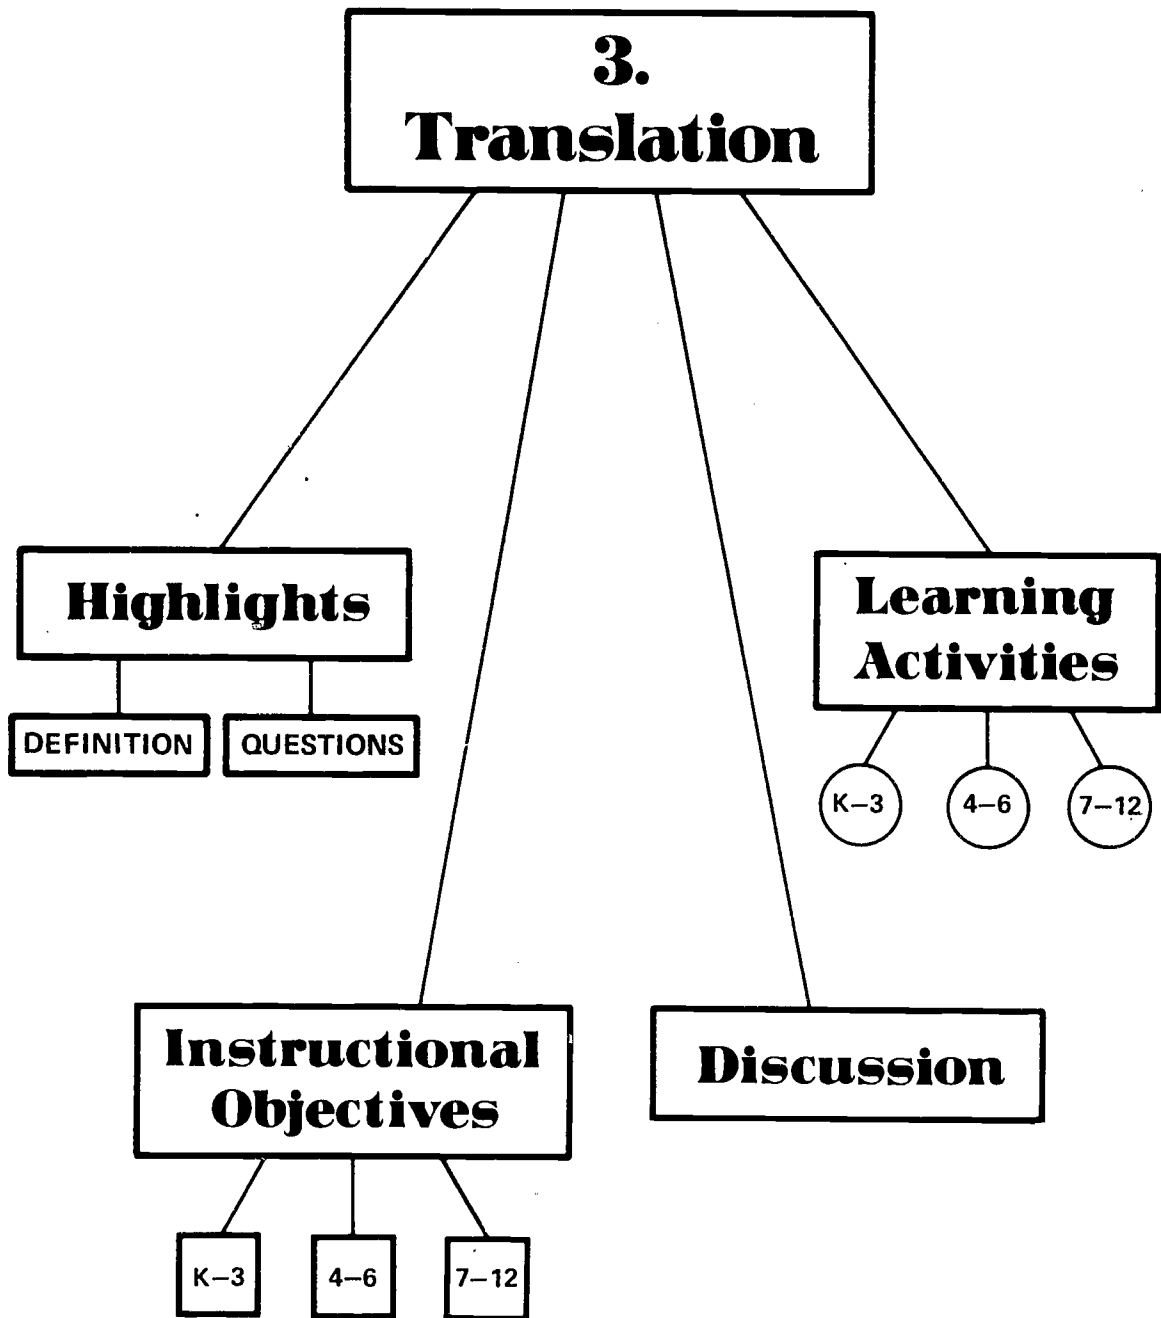 3.
Translation
Highlights
DEFINITION
QUESTIONS
Learning
Activities
K–3
4–6
7–12
Instructional
Objectives
K–3
4–6
7–12
Discussion